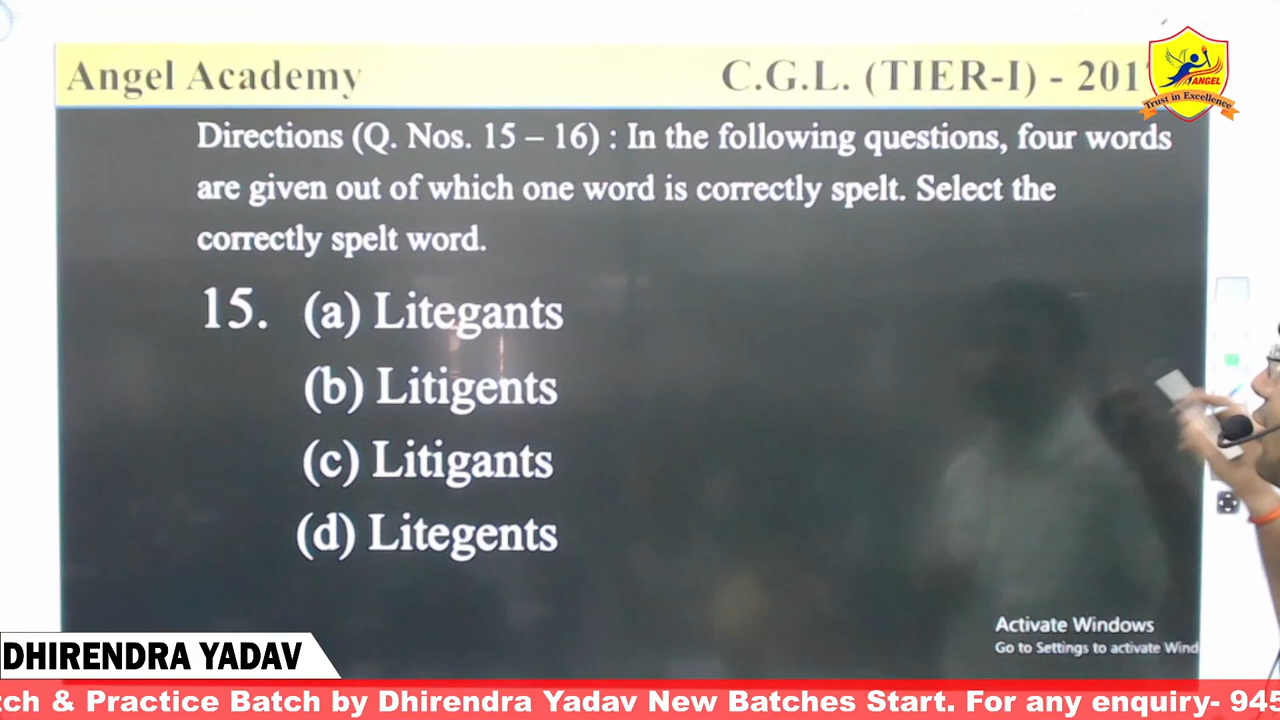 Angel Academy
C.G.L. (TIER-I) - 201
ANGEL
Trust in Excellence
Directions (Q. Nos. 15 – 16) : In the following questions, four words
are given out of which one word is correctly spelt. Select the
correctly spelt word.
15. (a) Litegants
(b) Litigents
(c) Litigants
(d) Litegents
Activate Windows
Go to Settings to activate Wind
DHIRENDRA YADAV
tch & Practice Batch by Dhirendra Yadav New Batches Start. For any enquiry- 945